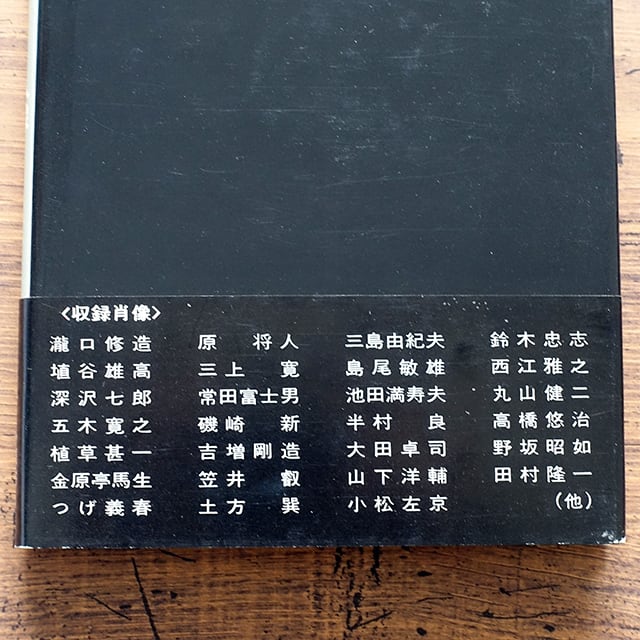 〈収録肖像〉
瀧口修造 原將人 三島由紀夫 鈴木忠志
埴谷雄高 三上寛 島尾敏雄 西江雅之
深沢七郎 常田富士男 池田満寿夫 丸山健二
五木寛之 磯崎新 半村良 高橋悠治
植草甚一 吉増剛造 大田卓司 野坂昭如
金原亭馬生 笠井叡 山下洋輔 田村隆一
つげ義春 土方巽 小松左京 （他）